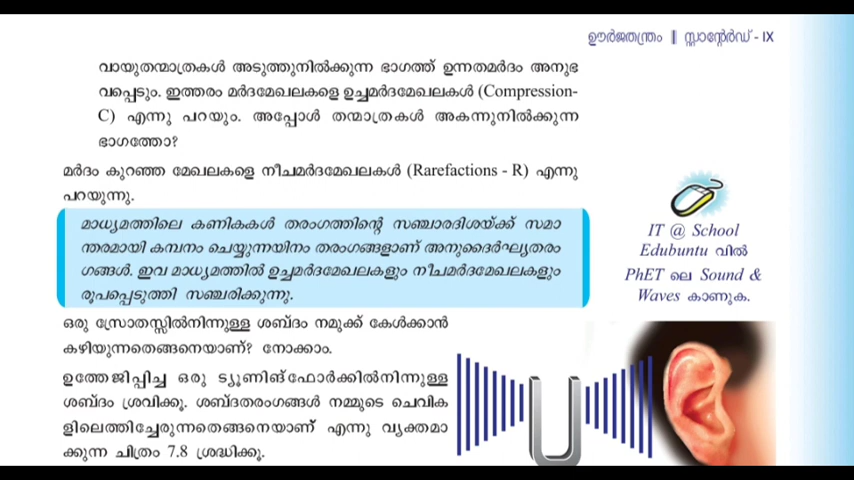 ഊർജതന്ത്രം || സ്റ്റാന്റേർഡ് - IX
വായുതന്മാത്രകൾ അടുത്തുനിൽക്കുന്ന ഭാഗത്ത് ഉന്നതമർദം അനുഭ
വപ്പെടും. ഇത്തരം മർദമേഖലകളെ ഉച്ചമർദമേഖലകൾ (Compression-
C) എന്നു പറയും. അപ്പോൾ തന്മാത്രകൾ അകന്നുനിൽക്കുന്ന
ഭാഗത്തോ?
മർദം കുറഞ്ഞ മേഖലകളെ നീചമർദമേഖലകൾ (Rarefactions - R) എന്നു
പറയുന്നു.
മാധ്യമത്തിലെ കണികകൾ തരംഗത്തിന്റെ സഞ്ചാരദിശയ്ക്ക് സമാ
ന്തരമായി കമ്പനം ചെയ്യുന്നയിനം തരംഗങ്ങളാണ് അനുദൈർഘ്യതരം
ഗങ്ങൾ. ഇവ മാധ്യമത്തിൽ ഉച്ചമർദമേഖലകളും നീചമർദമേഖലകളും
രൂപപ്പെടുത്തി സഞ്ചരിക്കുന്നു.
ഒരു സ്രോതസ്സിൽനിന്നുള്ള ശബ്ദം നമുക്ക് കേൾക്കാൻ
കഴിയുന്നതെങ്ങനെയാണ്? നോക്കാം.
ഉത്തേജിപ്പിച്ച ഒരു ട്യൂണിങ്ഫോർക്കിൽനിന്നുള്ള
ശബ്ദം ശ്രവിക്കൂ. ശബ്ദതരംഗങ്ങൾ നമ്മുടെ ചെവിക
ളിലെത്തിച്ചേരുന്നതെങ്ങനെയാണ് എന്നു വ്യക്തമാ
ക്കുന്ന ചിത്രം 7.8 ശ്രദ്ധിക്കൂ.
IT @ School
Edubuntu വിൽ
PhET ലെ Sound &
Waves കാണുക.